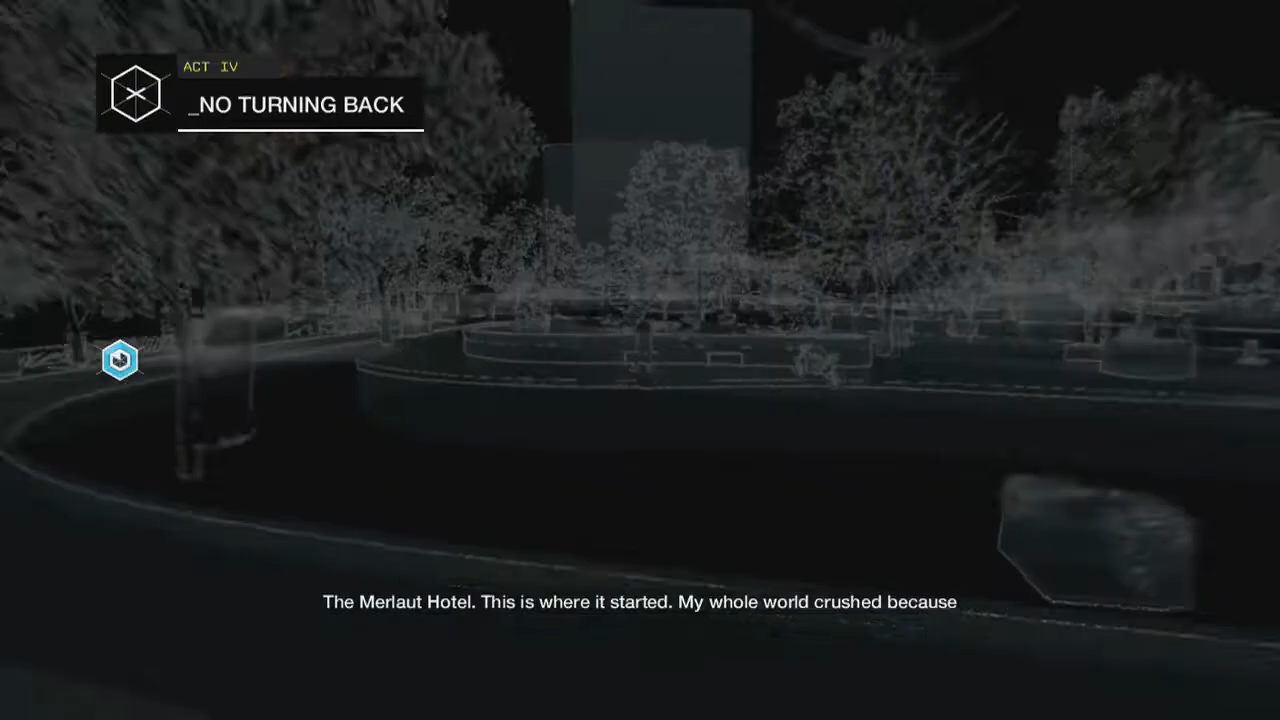 ACT IV
_NO TURNING BACK
The Merlaut Hotel. This is where it started. My whole world crushed because